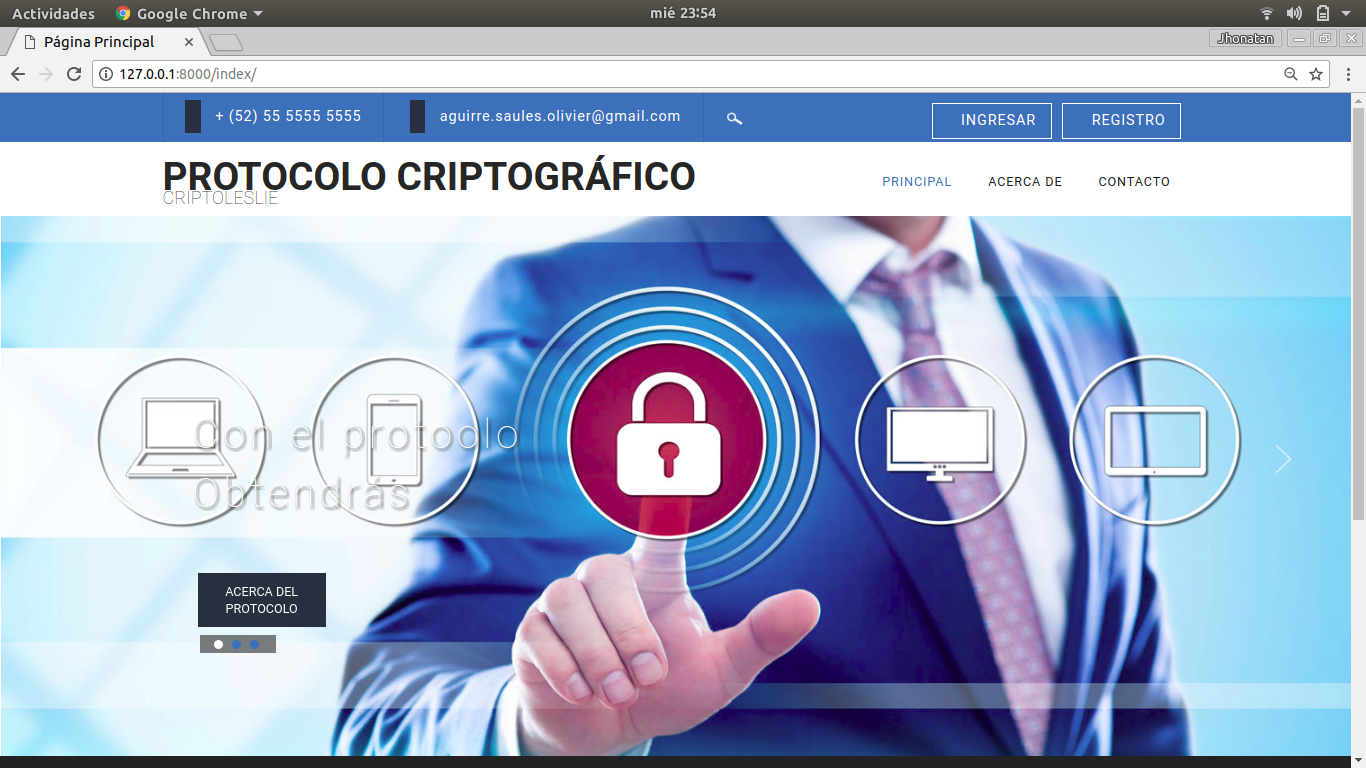 Actividades Google Chrome mié 23:54
Página Principal Jhonatan
127.0.0.1:8000/index/
+ (52) 55 5555 5555 aguirre.saules.olivier@gmail.com INGRESAR REGISTRO
PROTOCOLO CRIPTOGRÁFICO
CRIPTOLESLIE
PRINCIPAL ACERCA DE CONTACTO
Con el protoolo
Obtendras
ACERCA DEL
PROTOCOLO